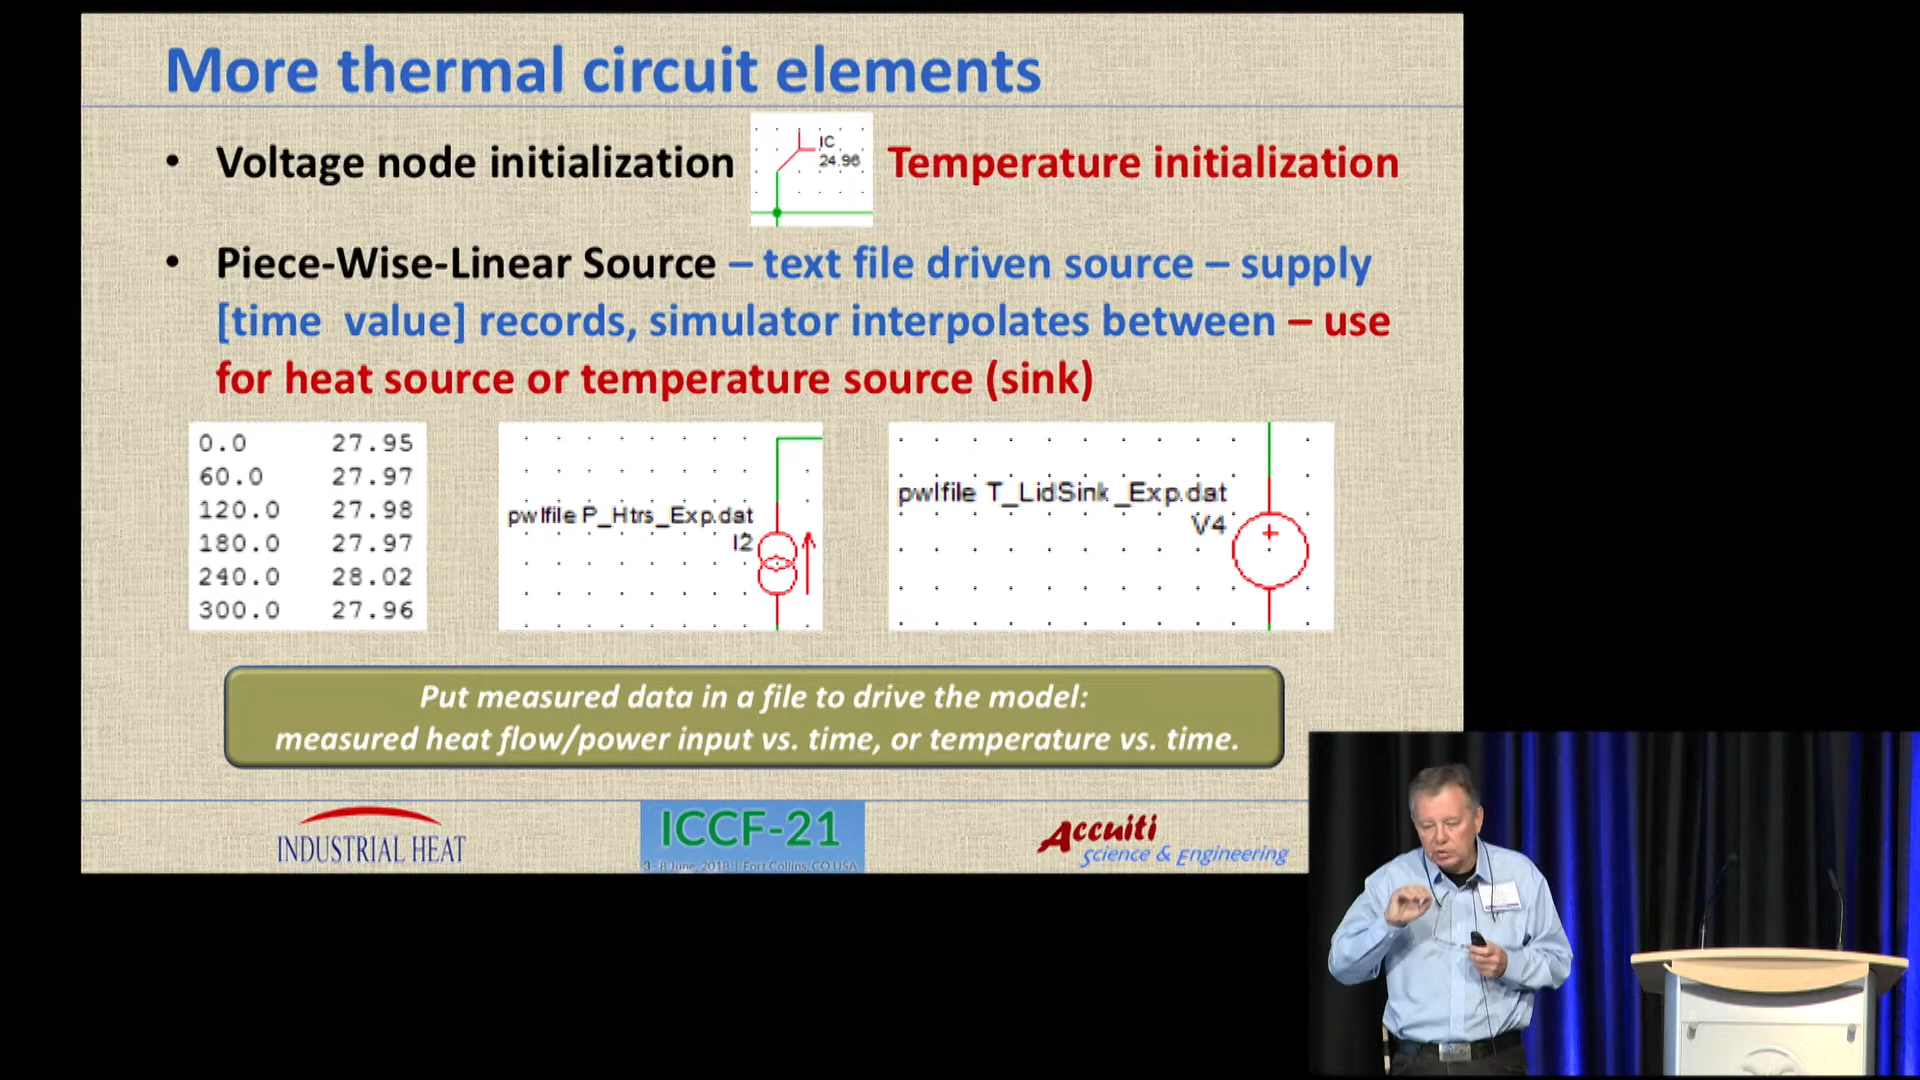 More thermal circuit elements
• Voltage node initialization
IC
24.96
Temperature initialization
• Piece-Wise-Linear Source – text file driven source – supply
[time value] records, simulator interpolates between – use
for heat source or temperature source (sink)
0.0 27.95
60.0 27.97
120.0 27.98
180.0 27.97
240.0 28.02
300.0 27.96
pwlfile P_Htrs_Exp.dat
I2
pwlfile T_LidSink_Exp.dat
V4
+
Put measured data in a file to drive the model:
measured heat flow/power input vs. time, or temperature vs. time.
INDUSTRIAL HEAT
ICCF-21
3-8 June, 2018 | Fort Collins CO USA
Accuiti
Science & Engineering